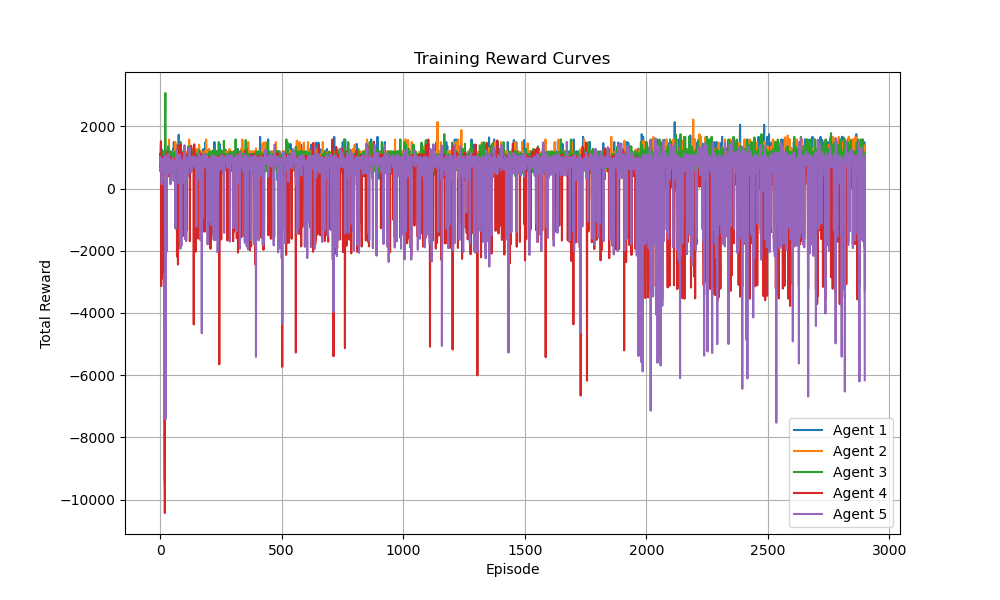 Training Reward Curves
Total Reward
2000
0
−2000
−4000
−6000
−8000
−10000
0
500
1000
1500
2000
2500
3000
Episode
Agent 1
Agent 2
Agent 3
Agent 4
Agent 5